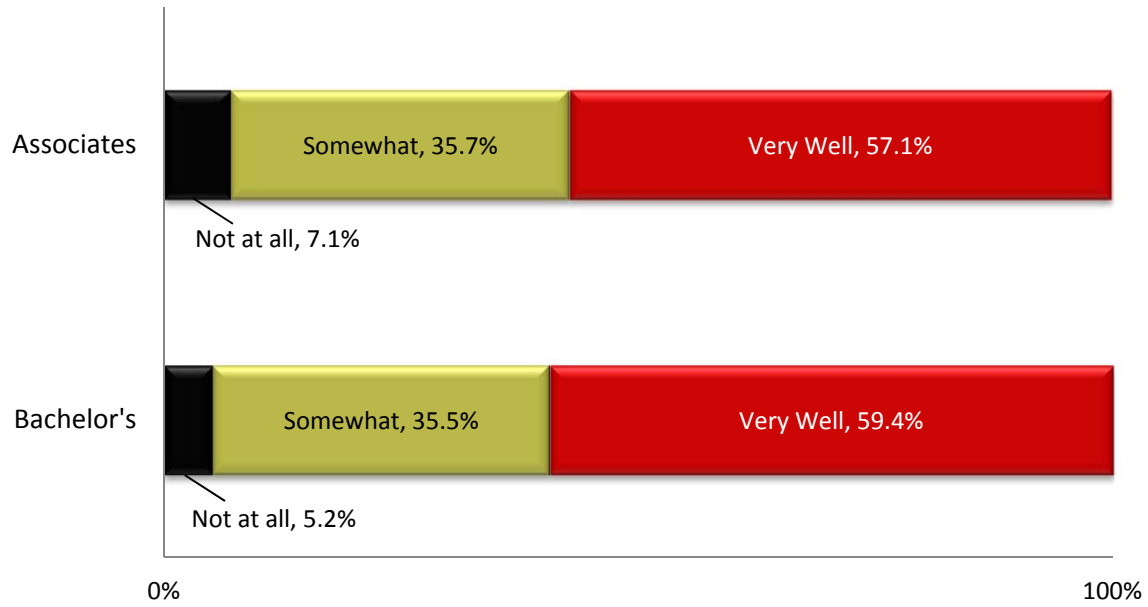 Associates
Somewhat, 35.7%
Very Well, 57.1%
Not at all, 7.1%
Bachelor's
Somewhat, 35.5%
Very Well, 59.4%
Not at all, 5.2%
0%
100%